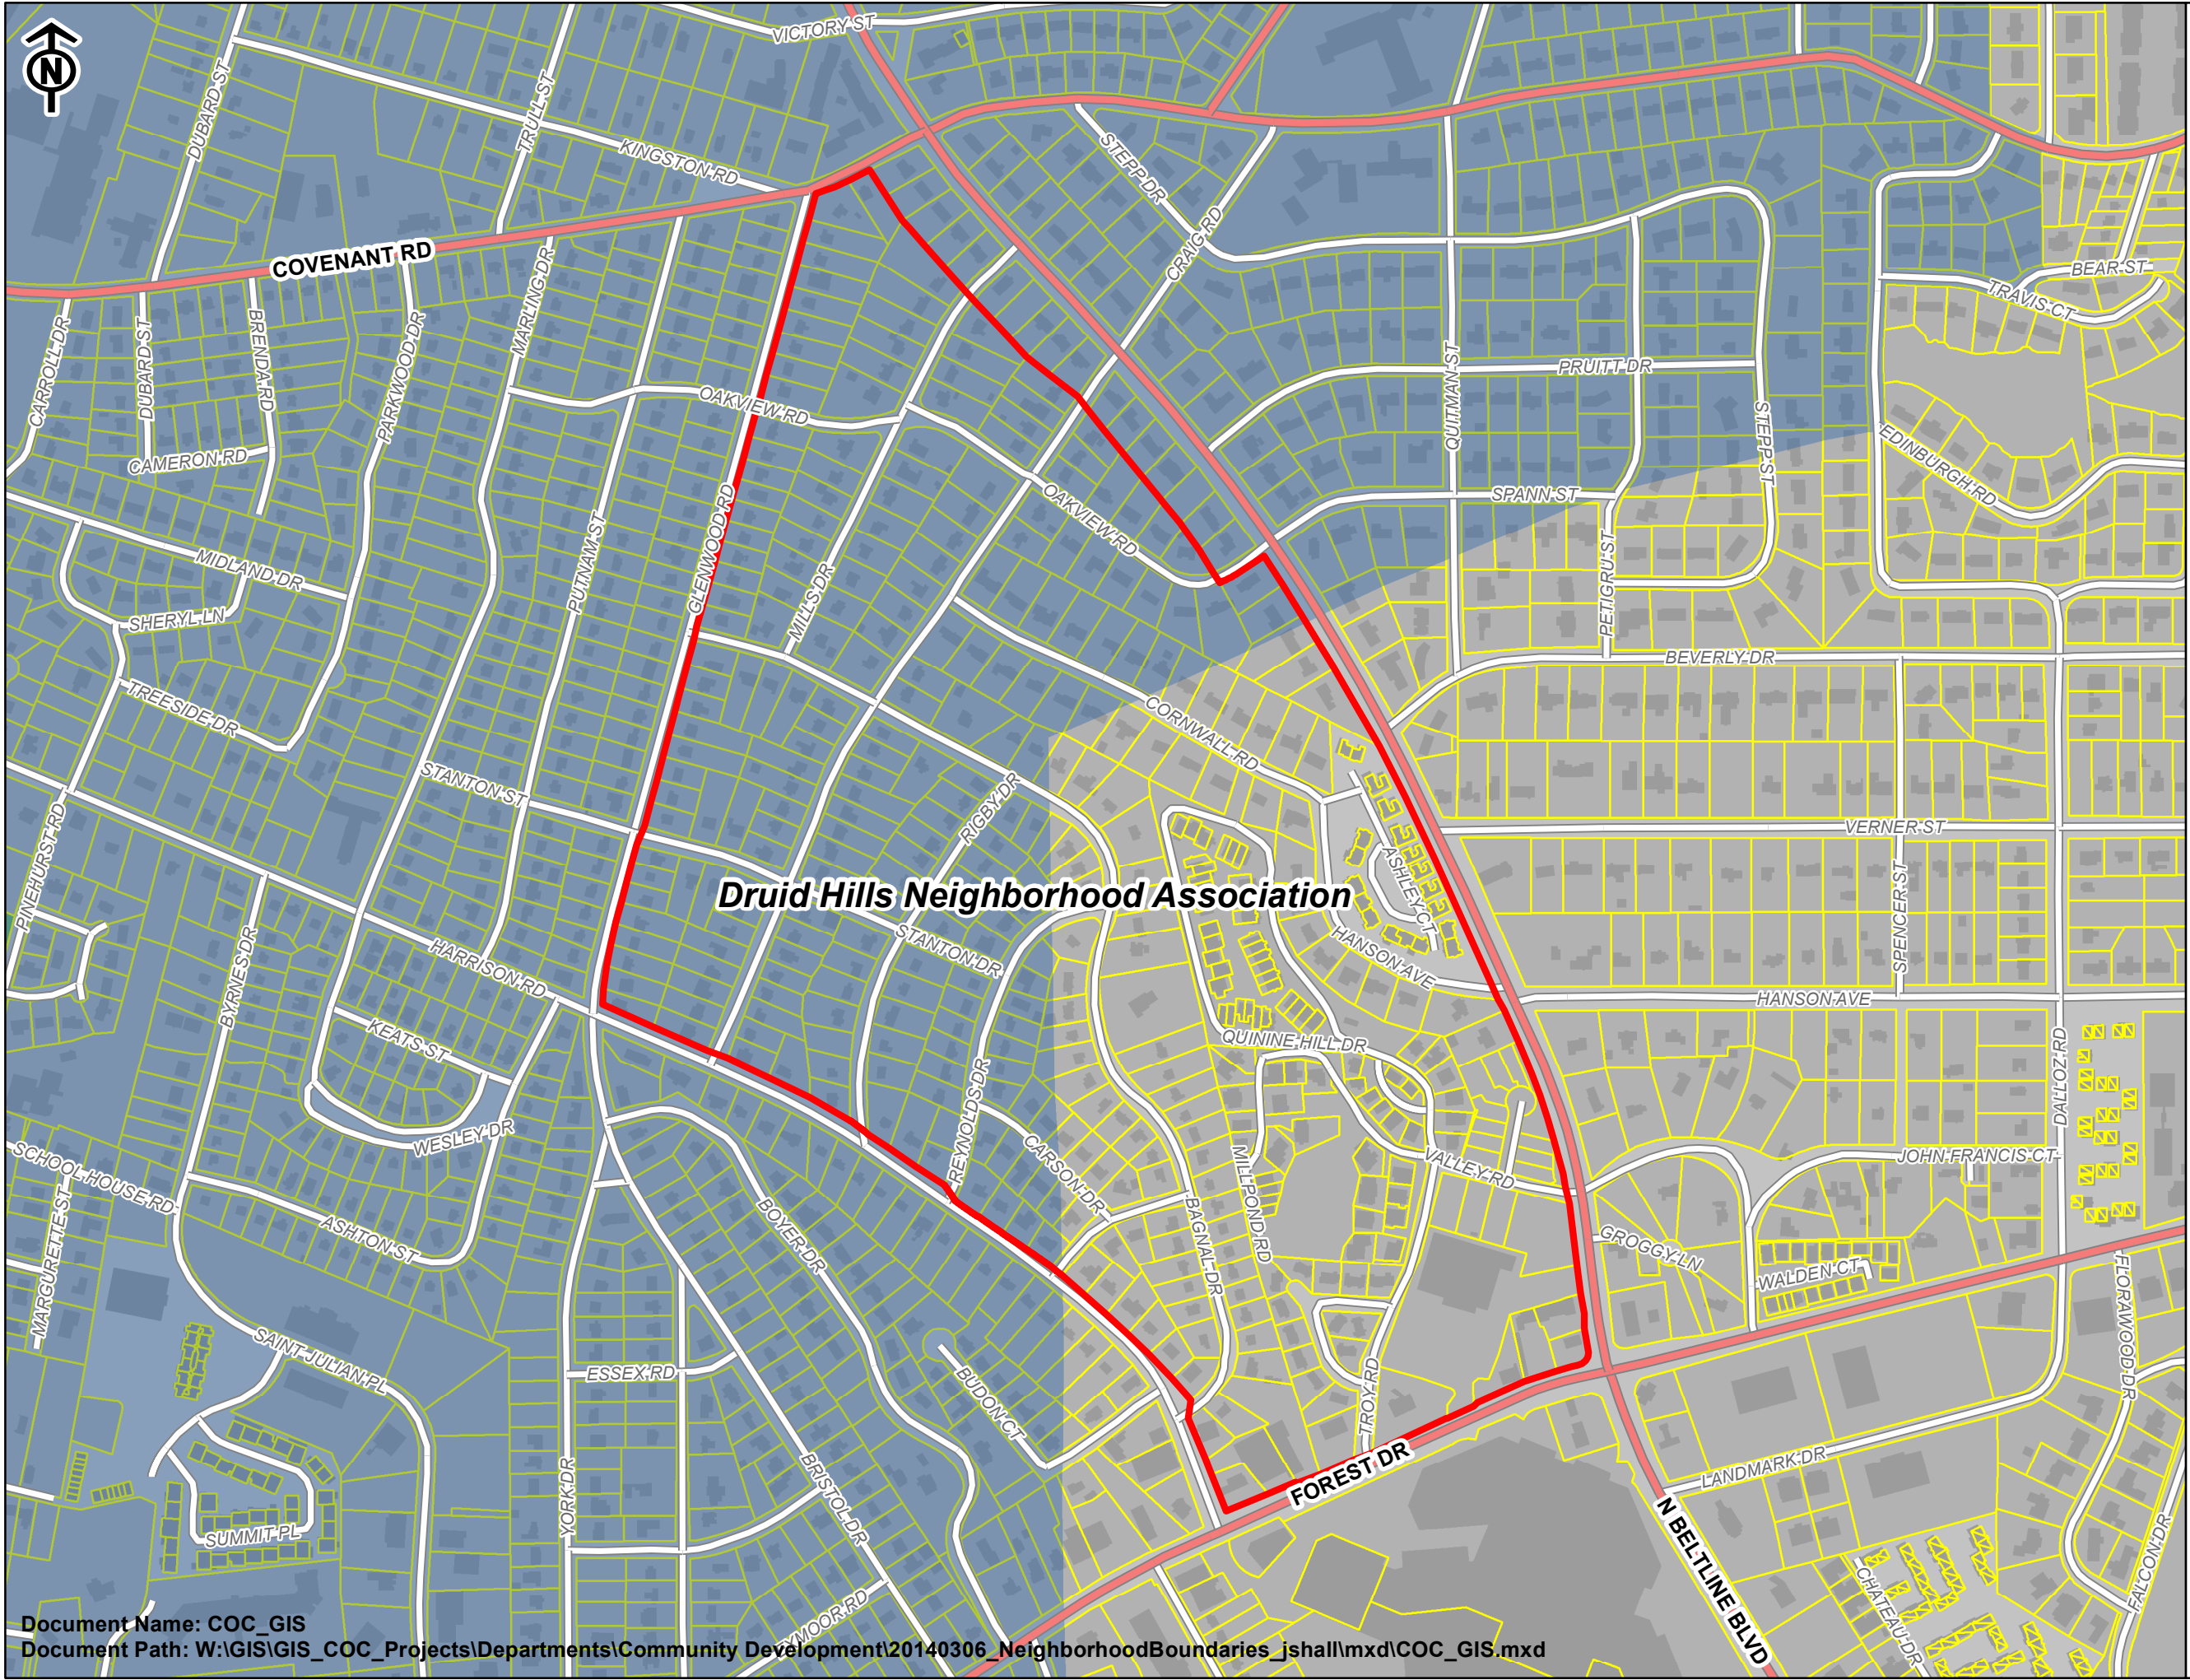 N
VICTORY ST
DUBARD ST
TRULL ST
KINGSTON RD
STEPP DR
CRAIG RD
COVENANT RD
BEAR ST
TRAVIS CT
CARROLL DR
DUBARD ST
BRENDA RD
PARKWOOD DR
MARLING DR
OAKVIEW RD
PRUITT DR
QUITMAN ST
STEPP ST
EDINBURGH RD
CAMERON RD
SPANN ST
OAKVIEW RD
GLENWOOD RD
PUTNAM ST
MIDLAND DR
SHERYL LN
MILLS DR
PETIGRU ST
BEVERLY DR
TREESIDE DR
CORNWALL RD
STANTON ST
RIGBY DR
PINEHURST RD
VERNER ST
ASHLEY CT
SPENCER ST
Druid Hills Neighborhood Association
STANTON DR
HARRISON RD
BYRNES DR
HANSON AVE
HANSON AVE
KEATS ST
QUININE HILL DR
DALLOZ RD
REYNOLDS DR
WESLEY DR
CARSON DR
MILLPOND RD
VALLEY RD
JOHN FRANCIS CT
SCHOOL HOUSE RD
MARGURETTE ST
ASHTON ST
BOYER DR
BAGNAL DR
GROGGY LN
WALDEN CT
FLORAWOOD DR
SAINT JULIAN PL
ESSEX RD
BUDON CT
TROY RD
FOREST DR
LANDMARK DR
YORK DR
BRISTOL DR
SUMMIT PL
N BELTLINE BLVD
CHATEAU DR
FALCON DR
YMOOR RD
Document Name: COC_GIS
Document Path: W:\GIS\GIS_COC_Projects\Departments\Community Development\20140306_NeighborhoodBoundaries_jshall\mxd\COC_GIS.mxd